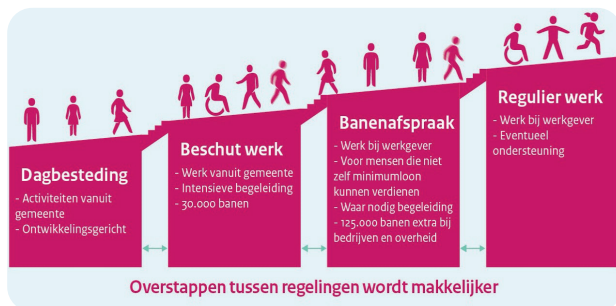 Dagbesteding
- Activiteiten vanuit
gemeente
- Ontwikkelingsgericht
Beschut werk
- Werk vanuit gemeente
- Intensieve begeleiding
- 30.000 banen
Banenafspraak
- Werk bij werkgever
- Voor mensen die niet
zelf minimumloon
kunnen verdienen
- Waar nodig begeleiding
- 125.000 banen extra bij
bedrijven en overheid
Regulier werk
- Werk bij werkgever
- Eventueel
ondersteuning
Overstappen tussen regelingen wordt makkelijker